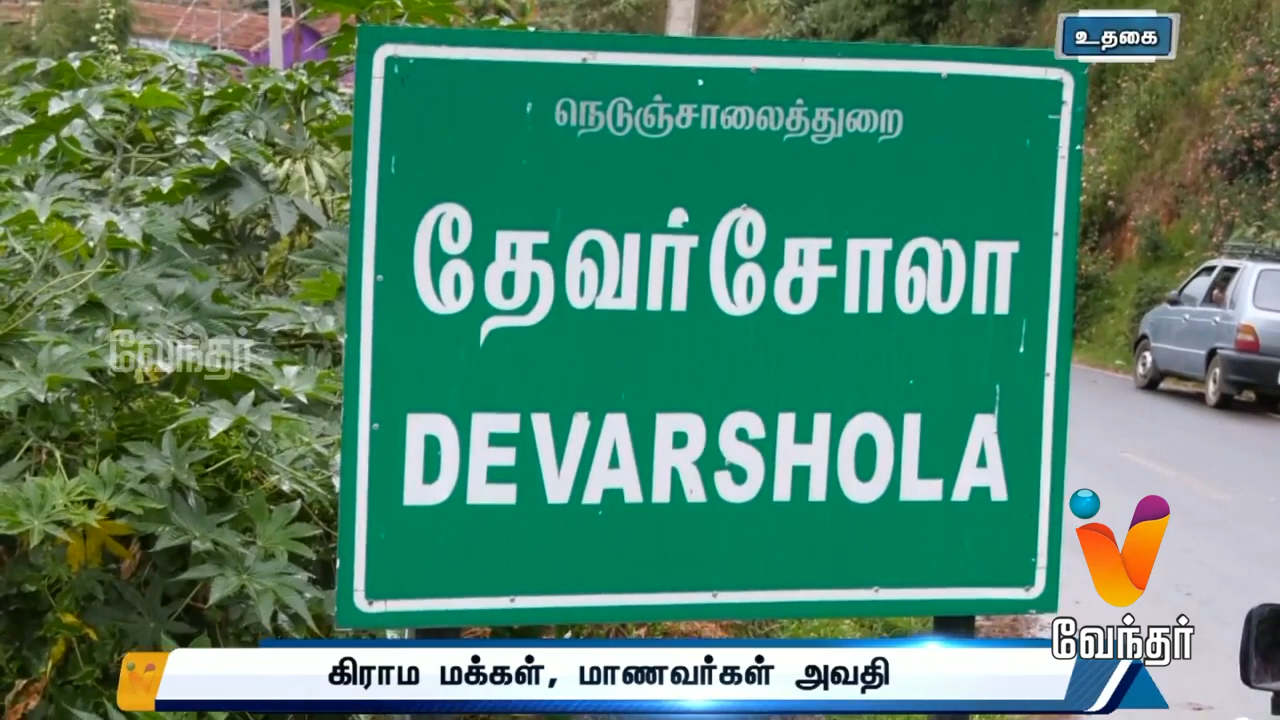 உதகை
நெடுஞ்சாலைத்துறை
தேவர்சோலா
வேந்தர்
DEVARSHOLA
வேந்தர்
கிராம மக்கள், மாணவர்கள் அவதி